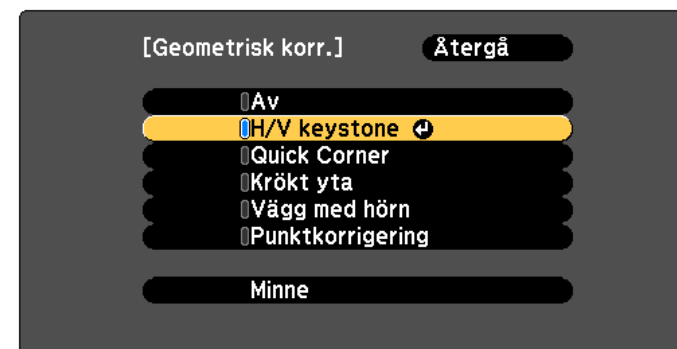 [Geometrisk korr.] Återgå
Av
H/V keystone
Quick Corner
Krökt yta
Vägg med hörn
Punktkorrigering
Minne